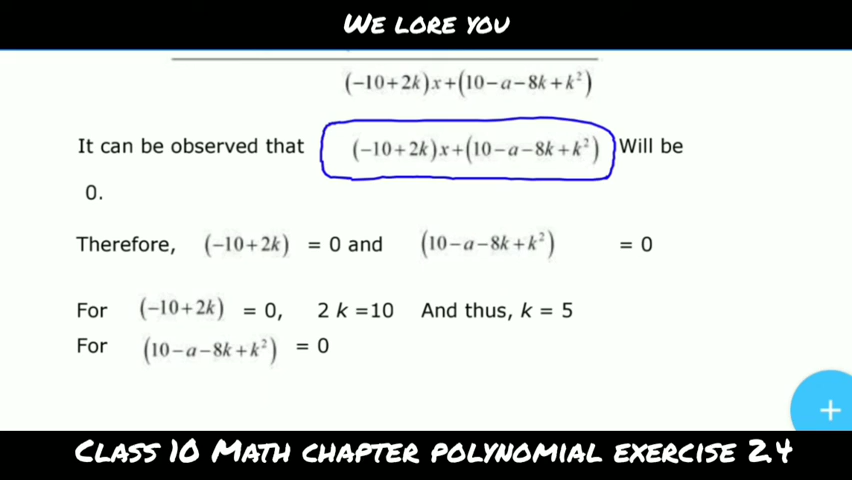 We lore you
(−10+2k)x+(10−a−8k+k²)
It can be observed that (−10+2k)x+(10−a−8k+k²) Will be
0.
Therefore, (−10+2k) = 0 and (10−a−8k+k²) = 0
For (−10+2k) = 0, 2 k =10 And thus, k = 5
For (10−a−8k+k²) = 0
+
Class 10 Math chapter polynomial exercise 2.4